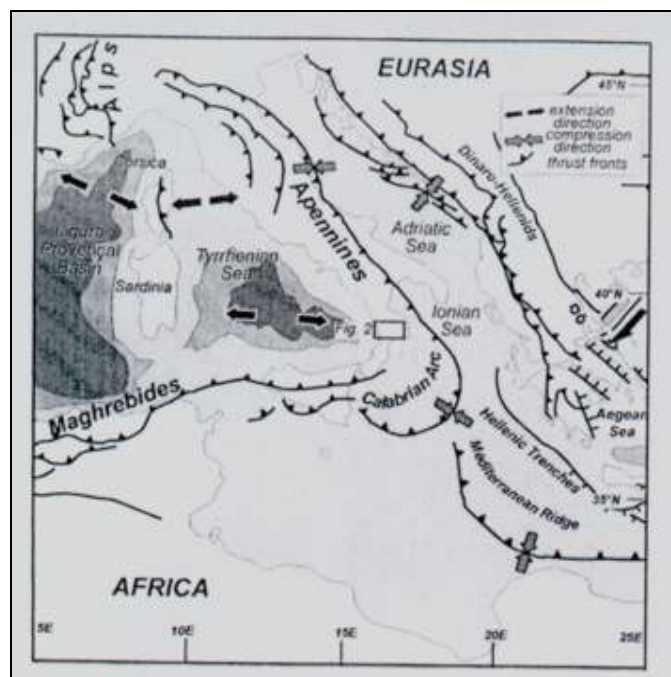 EURASIA
45°N
Alps
extension
direction
compression
direction
thrust fronts
Corsica
Dinaro-Hellenids
Apennines
Adriatic
Sea
Liguro
Provençal
Basin
Tyrrhenian
Sea
Sardinia
40°N
Ionian
Sea
Fig. 2
Maghrebides
Calabrian Arc
Aegean
Sea
Hellenic Trenches
Mediterranean Ridge
35°N
AFRICA
5E
10E
15E
20E
25E